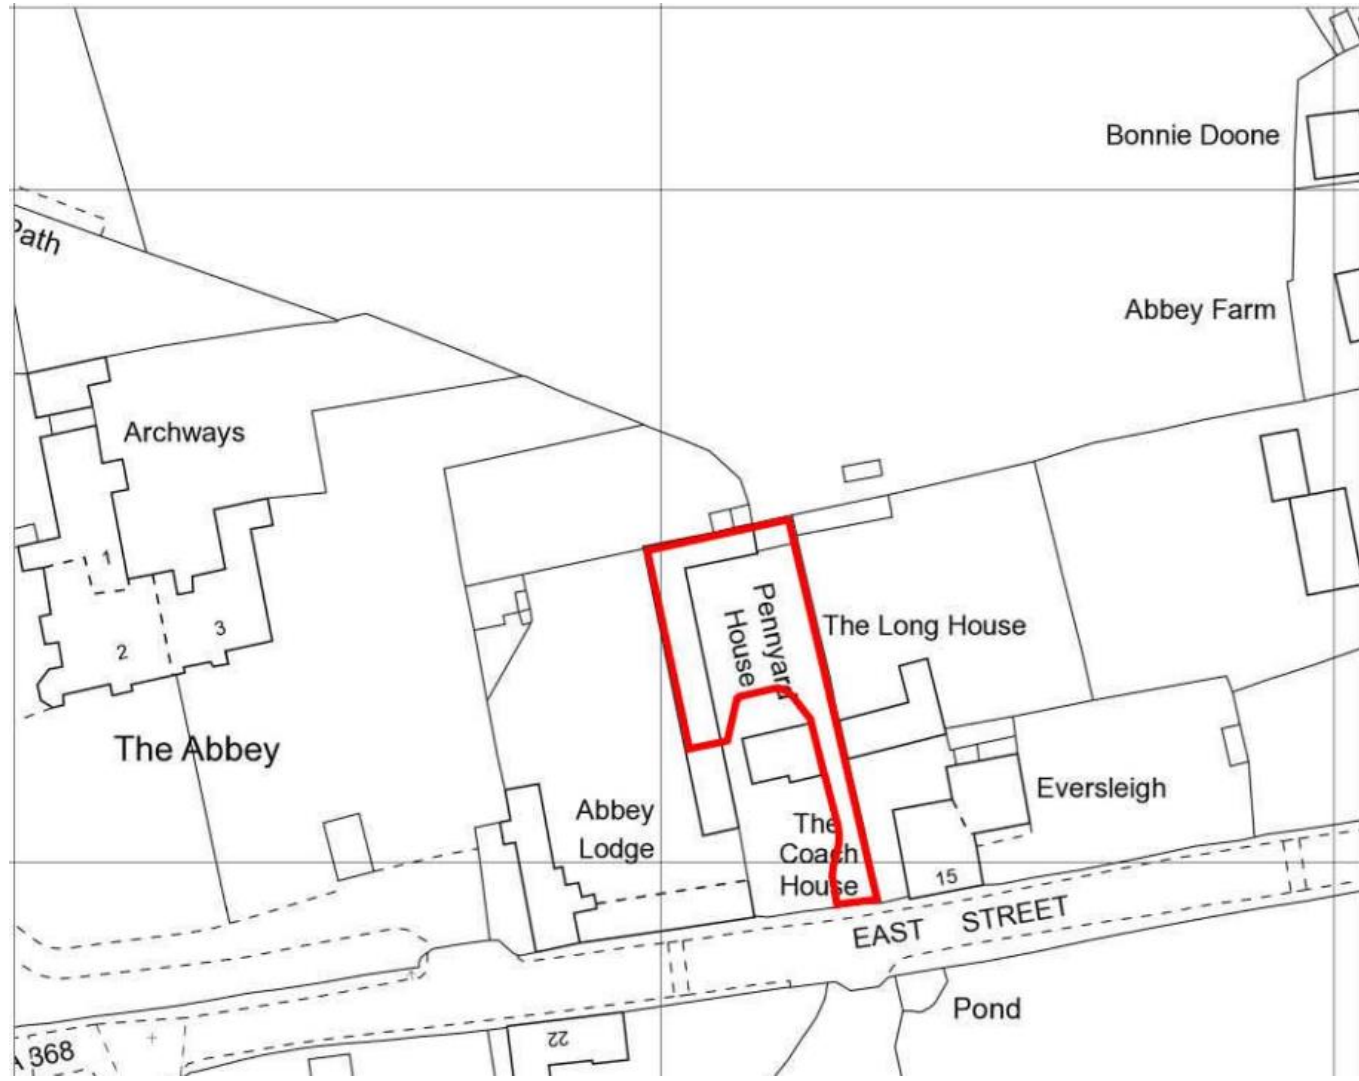 Bonnie Doone
Path
Abbey Farm
Archways
1
2
3
The Abbey
Pennyard
House
The Long House
Abbey
Lodge
The
Coach
House
Eversleigh
15
EAST STREET
Pond
22
A 368